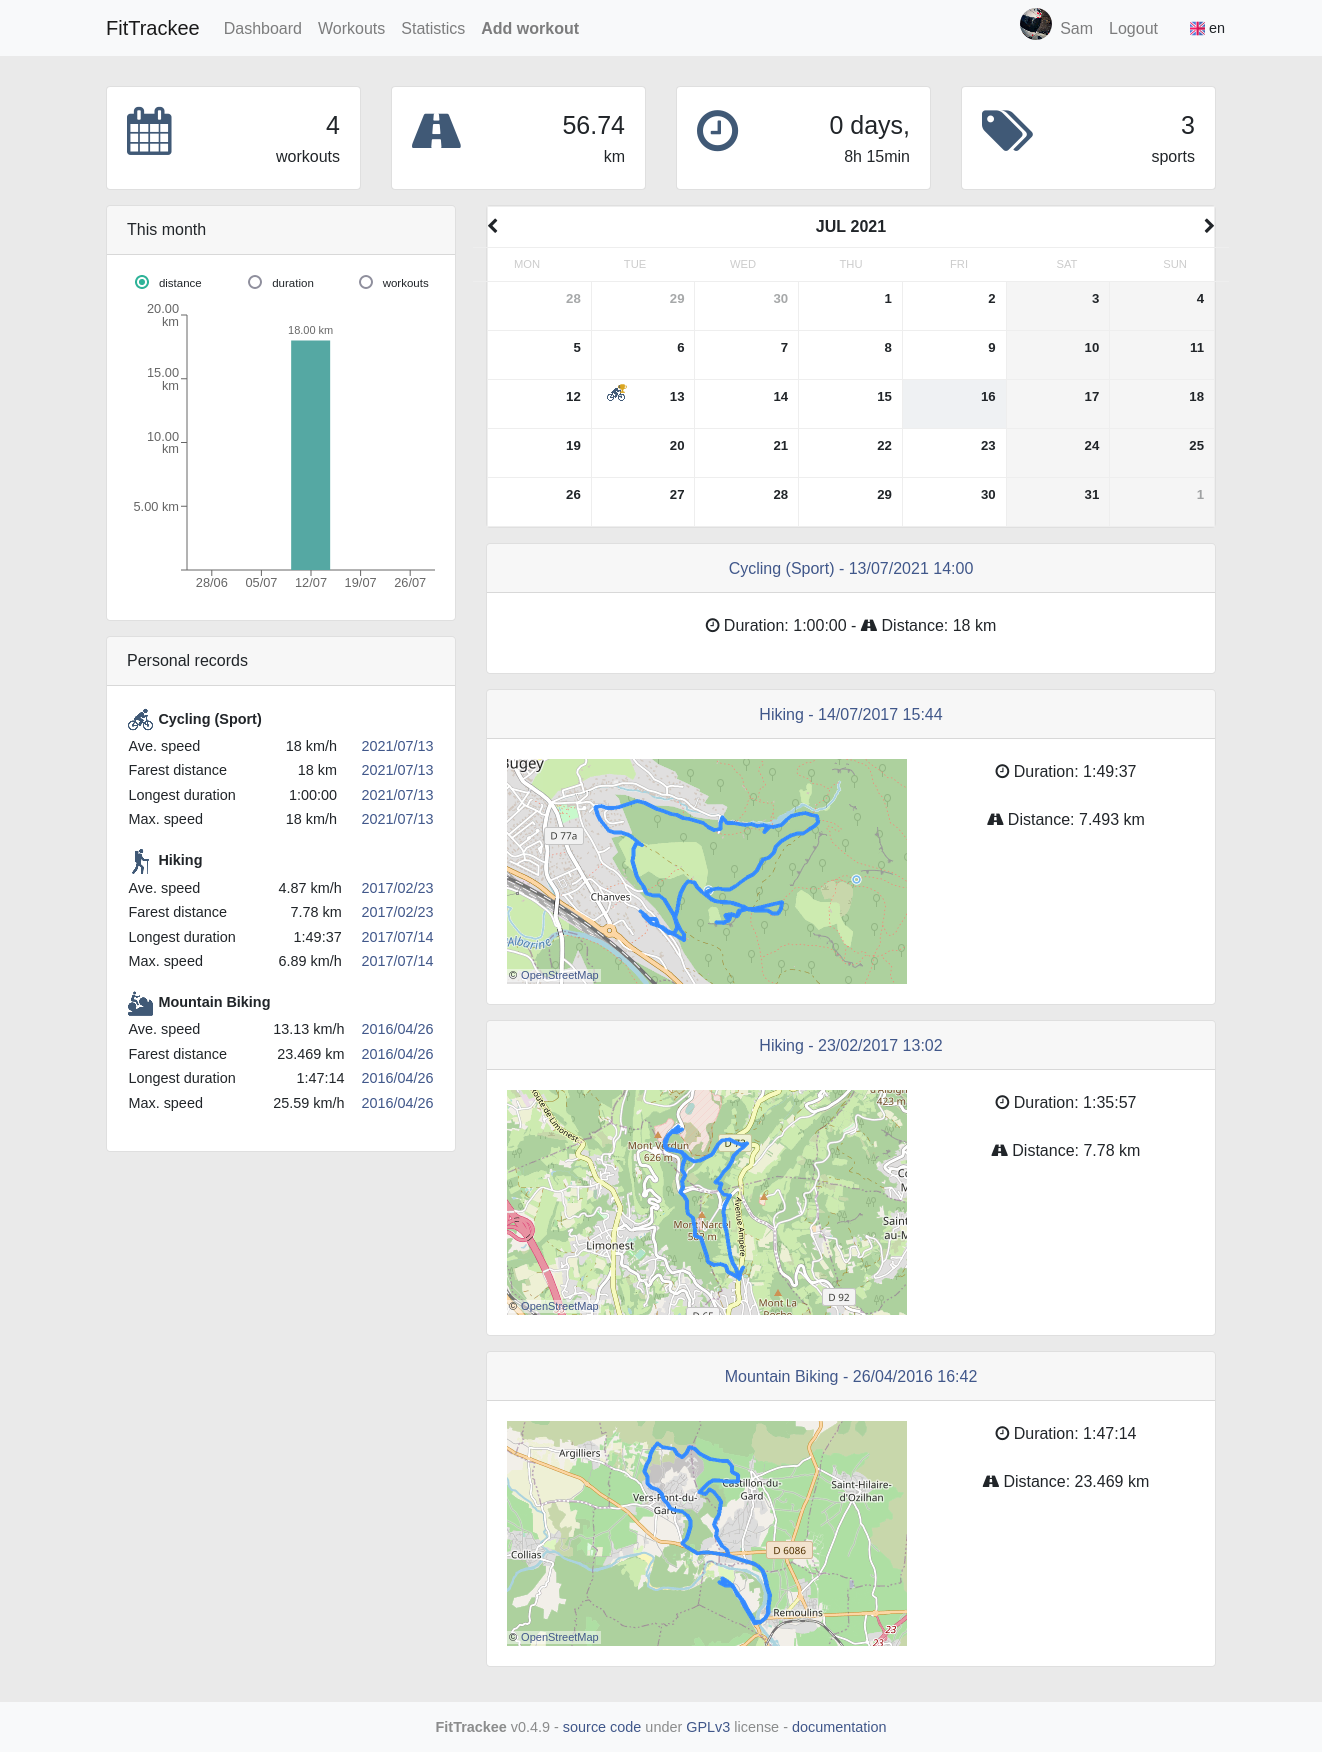 FitTrackee Dashboard Workouts Statistics Add workout Sam Logout en
4
workouts
56.74
km
0 days,
8h 15min
3
sports
This month
distance duration workouts
20.00
km
15.00
km
10.00
km
5.00 km
18.00 km
28/06 05/07 12/07 19/07 26/07
Personal records
Cycling (Sport)
Ave. speed 18 km/h 2021/07/13
Farest distance 18 km 2021/07/13
Longest duration 1:00:00 2021/07/13
Max. speed 18 km/h 2021/07/13
Hiking
Ave. speed 4.87 km/h 2017/02/23
Farest distance 7.78 km 2017/02/23
Longest duration 1:49:37 2017/07/14
Max. speed 6.89 km/h 2017/07/14
Mountain Biking
Ave. speed 13.13 km/h 2016/04/26
Farest distance 23.469 km 2016/04/26
Longest duration 1:47:14 2016/04/26
Max. speed 25.59 km/h 2016/04/26
JUL 2021
MON TUE WED THU FRI SAT SUN
28 29 30 1 2 3 4
5 6 7 8 9 10 11
12 13 14 15 16 17 18
19 20 21 22 23 24 25
26 27 28 29 30 31 1
Cycling (Sport) - 13/07/2021 14:00
Duration: 1:00:00 - Distance: 18 km
Hiking - 14/07/2017 15:44
Bugey
D 77a
Chanves
Albarine
© OpenStreetMap
Duration: 1:49:37
Distance: 7.493 km
Hiking - 23/02/2017 13:02
Route de Limonest
423 m
Mont Verdun
626 m
D 73
Avenue Ampère
Mont Narcel
Limonest
Saint
au-M
D 92
Mont La
Roche
D 65
© OpenStreetMap
Duration: 1:35:57
Distance: 7.78 km
Mountain Biking - 26/04/2016 16:42
Argilliers
Castillon-du-
Gard
Saint-Hilaire-
d'Ozilhan
Vers-Pont-du-
Gard
D 6086
Collias
Remoulins
23
23
© OpenStreetMap
Duration: 1:47:14
Distance: 23.469 km
FitTrackee v0.4.9 - source code under GPLv3 license - documentation